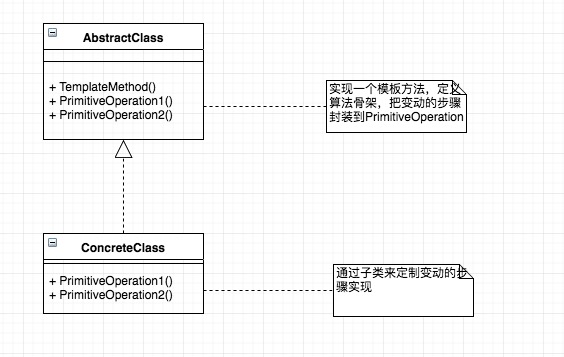 AbstractClass
+ TemplateMethod()
+ PrimitiveOperation1()
+ PrimitiveOperation2()
实现一个模板方法，定义
算法骨架，把变动的步骤
封装到PrimitiveOperation
ConcreteClass
+ PrimitiveOperation1()
+ PrimitiveOperation2()
通过子类来定制变动的步
骤实现